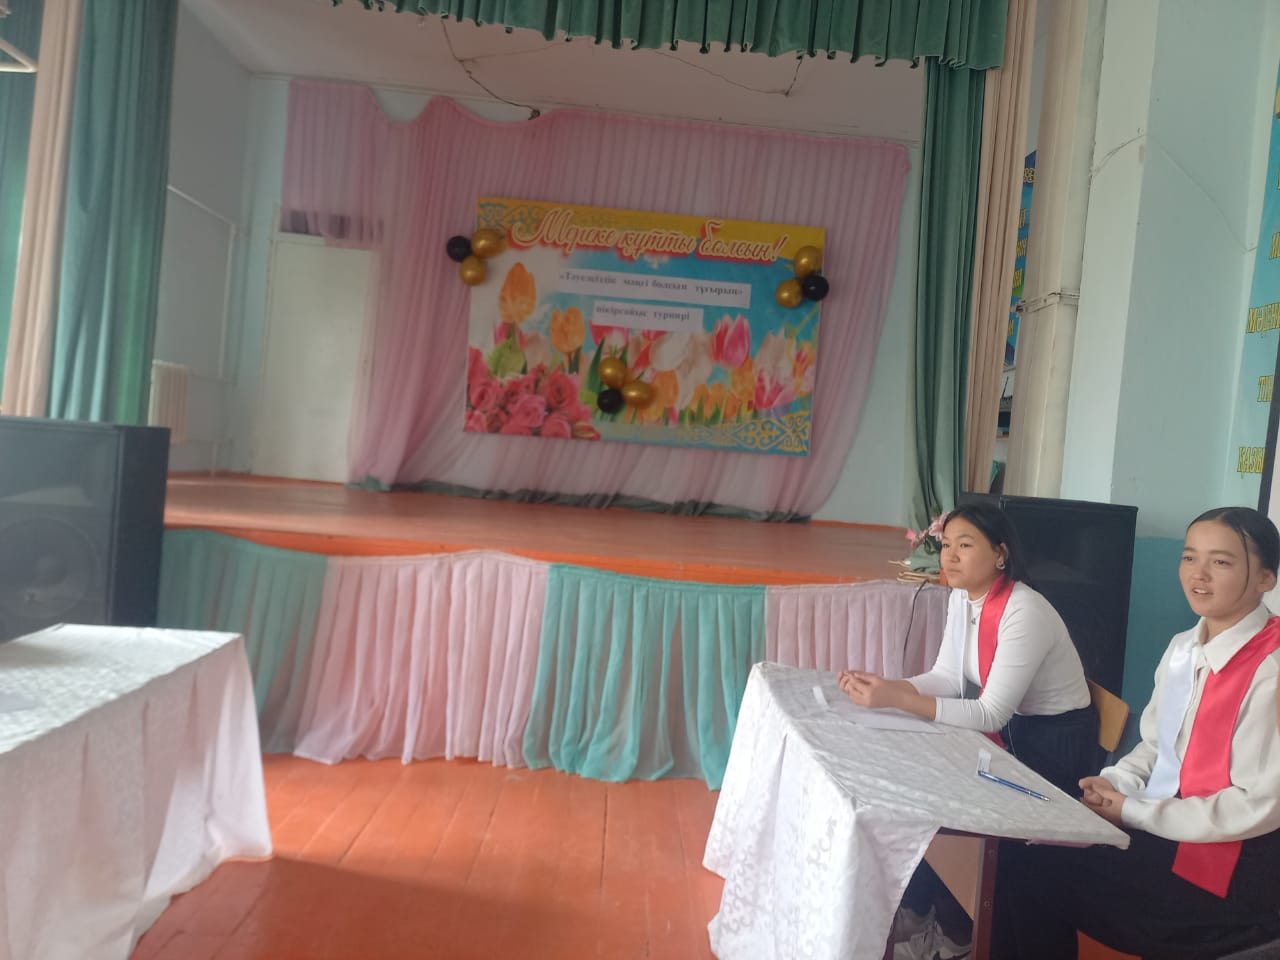 Мереке құтты болсын!
«Тәуелсіздік мәңгі болсын тұғырың»
пікірсайыс турнирі